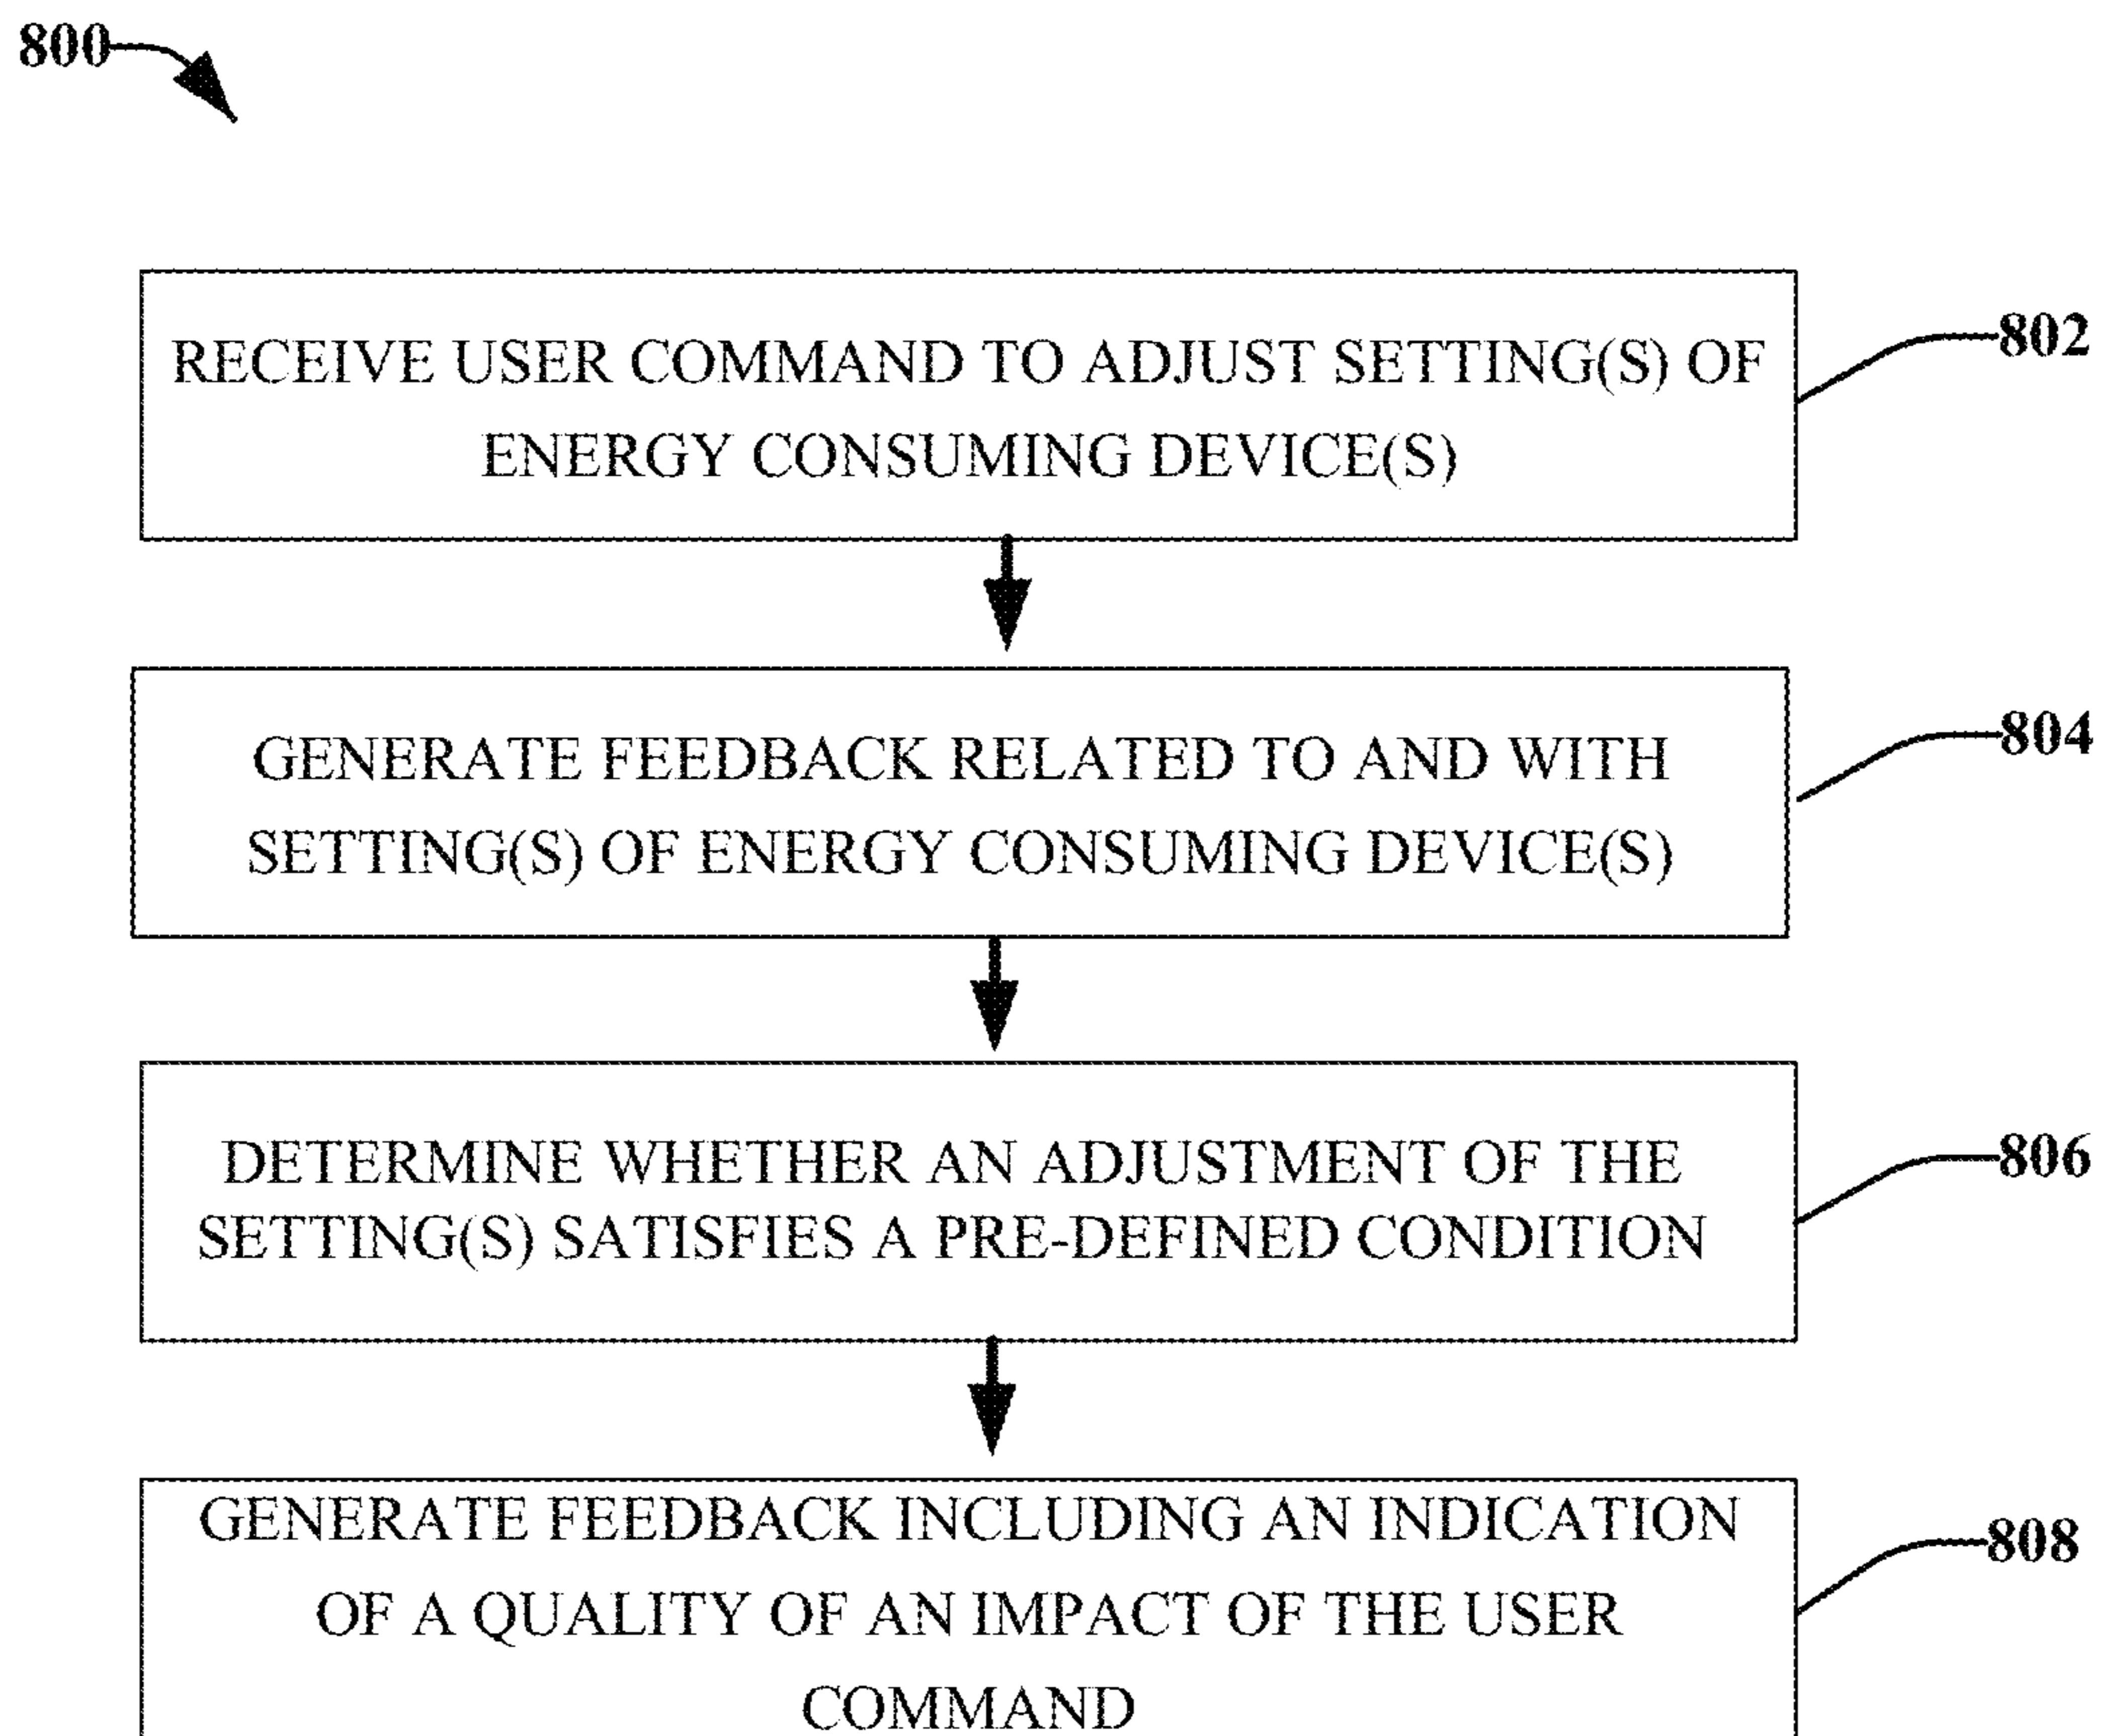 800
RECEIVE USER COMMAND TO ADJUST SETTING(S) OF
ENERGY CONSUMING DEVICE(S)
802
GENERATE FEEDBACK RELATED TO AND WITH
SETTING(S) OF ENERGY CONSUMING DEVICE(S)
804
DETERMINE WHETHER AN ADJUSTMENT OF THE
SETTING(S) SATISFIES A PRE-DEFINED CONDITION
806
GENERATE FEEDBACK INCLUDING AN INDICATION
OF A QUALITY OF AN IMPACT OF THE USER
COMMAND
808